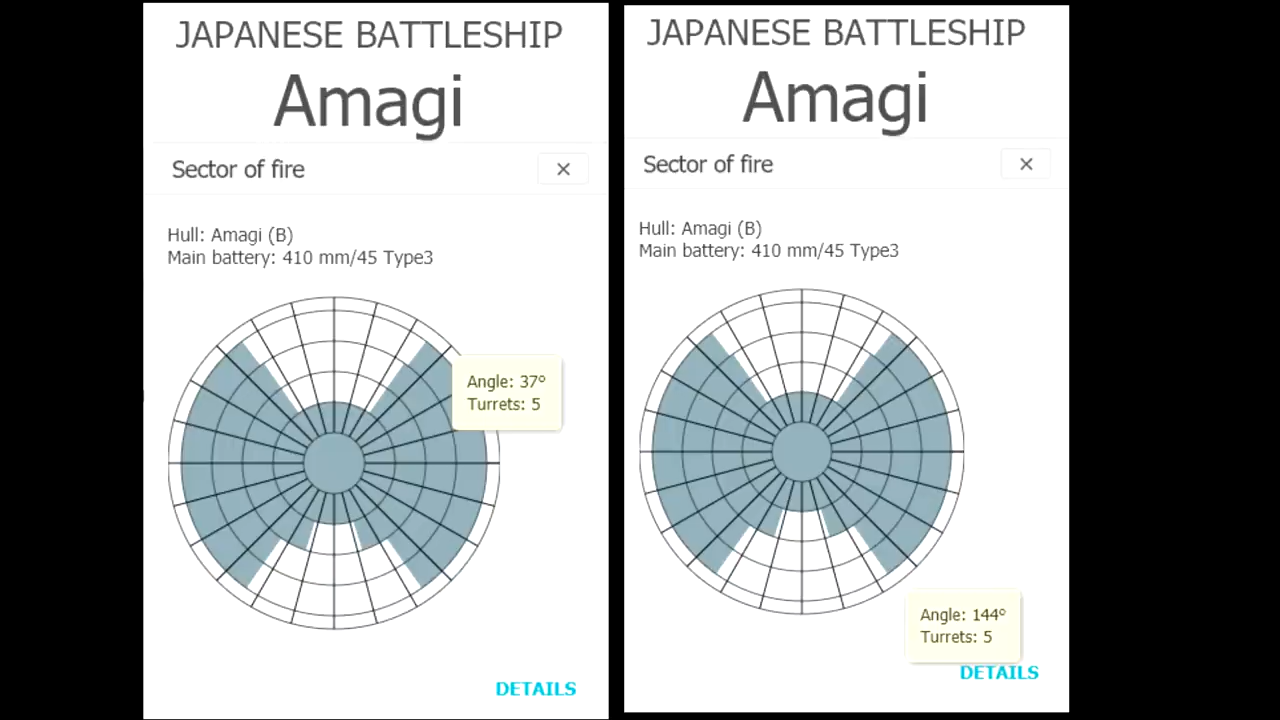 JAPANESE BATTLESHIP
Amagi
Sector of fire
×
Hull: Amagi (B)
Main battery: 410 mm/45 Type3
Angle: 37°
Turrets: 5
DETAILS
JAPANESE BATTLESHIP
Amagi
Sector of fire
×
Hull: Amagi (B)
Main battery: 410 mm/45 Type3
Angle: 144°
Turrets: 5
DETAILS